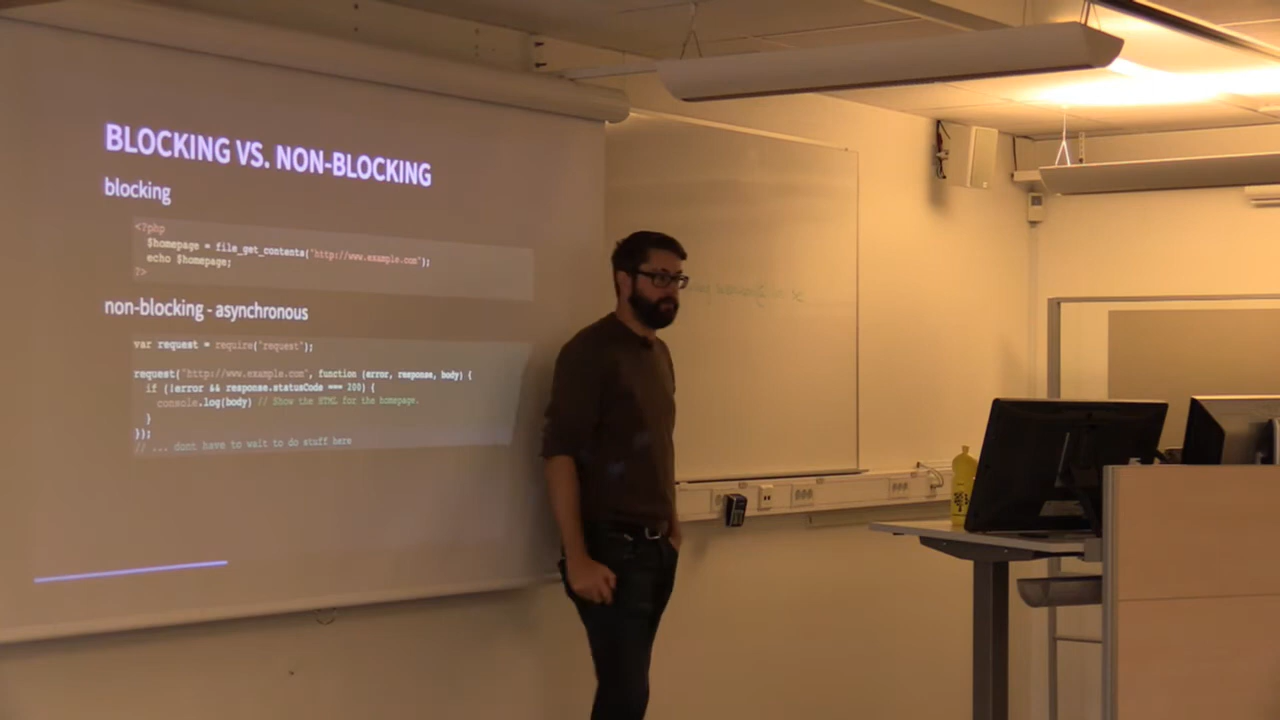 BLOCKING VS. NON-BLOCKING
blocking
<?php
$homepage = file_get_contents("http://www.example.com");
echo $homepage;
?>
non-blocking - asynchronous
var request = require("request");
request("http://www.example.com", function (error, response, body) {
if (!error && response.statusCode === 200) {
console.log(body) // Show the HTML for the homepage.
}
});
// ... dont have to wait to do stuff here